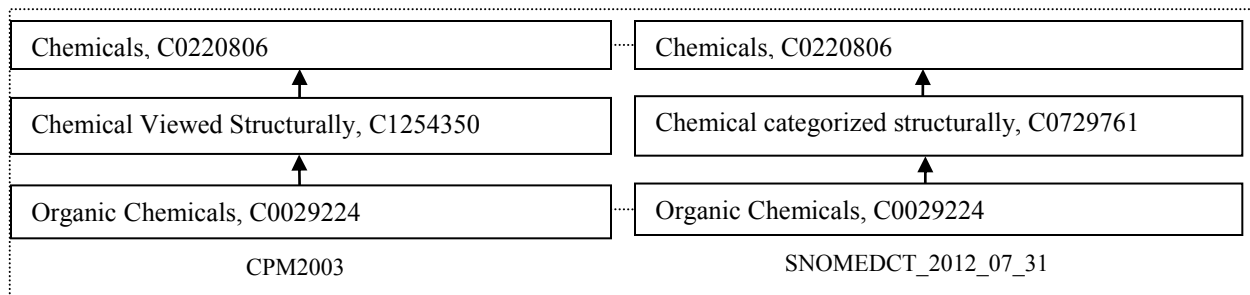 Chemicals, C0220806
Chemical Viewed Structurally, C1254350
Organic Chemicals, C0029224
CPM2003
Chemicals, C0220806
Chemical categorized structurally, C0729761
Organic Chemicals, C0029224
SNOMEDCT_2012_07_31